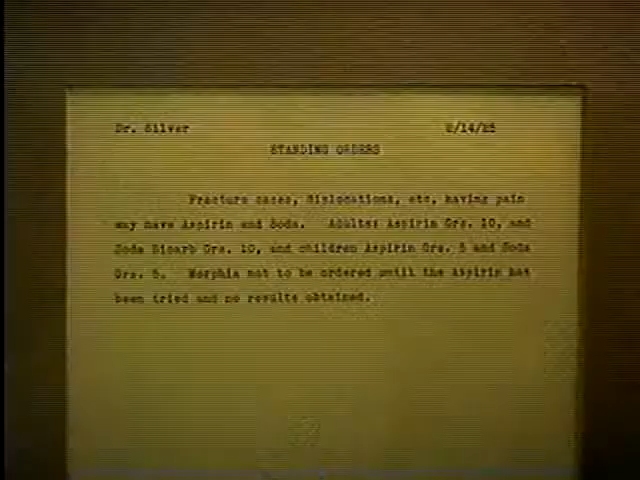 Dr. Silver 2/14/25
STANDING ORDERS
Fracture cases, dislocations, etc, having pain
may have Aspirin and Soda. Adults: Aspirin Grs. 10, and
Soda Bicarb Grs. 10, and children Aspirin Grs. 5 and Soda
Grs. 5. Morphia not to be ordered until the Aspirin has
been tried and no results obtained.